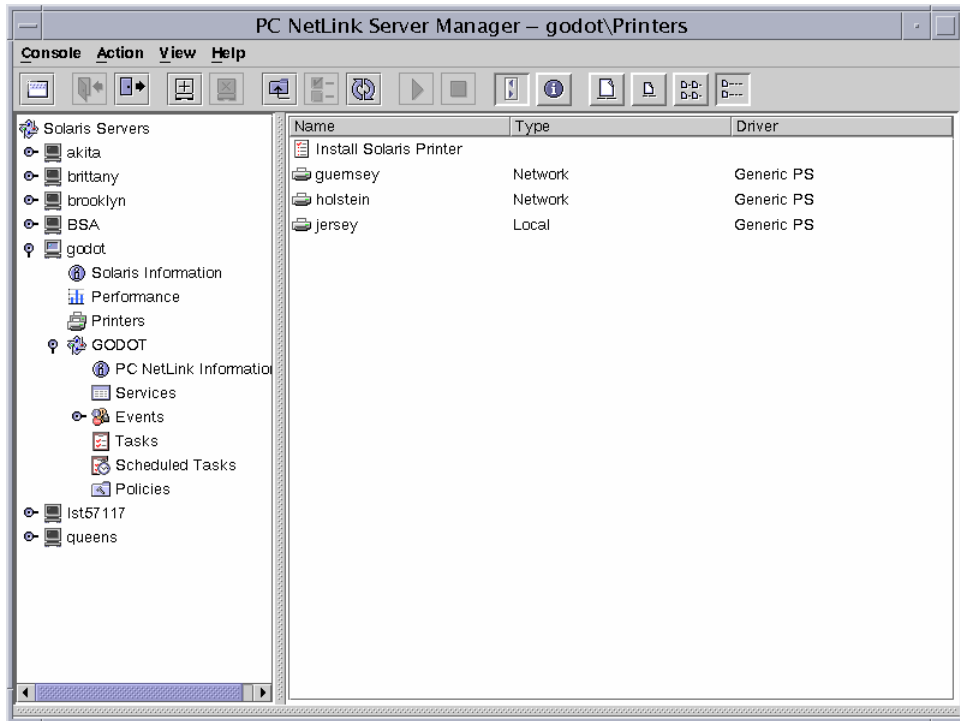 PC NetLink Server Manager – godot\Printers
Console Action View Help
Solaris Servers
akita
brittany
brooklyn
BSA
godot
Solaris Information
Performance
Printers
GODOT
PC NetLink Information
Services
Events
Tasks
Scheduled Tasks
Policies
lst57117
queens
Name Type Driver
Install Solaris Printer
guernsey Network Generic PS
holstein Network Generic PS
jersey Local Generic PS